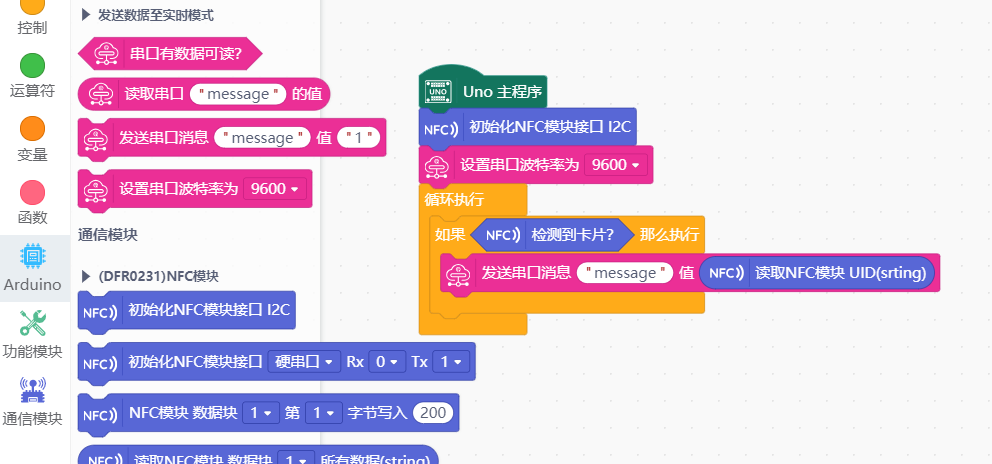 控制
运算符
变量
函数
Arduino
功能模块
通信模块
发送数据至实时模式
串口有数据可读?
读取串口 "message" 的值
发送串口消息 "message" 值 "1"
设置串口波特率为 9600
通信模块
(DFR0231)NFC模块
NFC 初始化NFC模块接口 I2C
NFC 初始化NFC模块接口 硬串口 Rx 0 Tx 1
NFC NFC模块 数据块 1 第 1 字节写入 200
NFC 读取NFC模块 数据块 1 所有数据(string)
UNO Uno 主程序
NFC 初始化NFC模块接口 I2C
设置串口波特率为 9600
循环执行
如果 NFC 检测到卡片? 那么执行
发送串口消息 "message" 值 NFC 读取NFC模块 UID(srting)